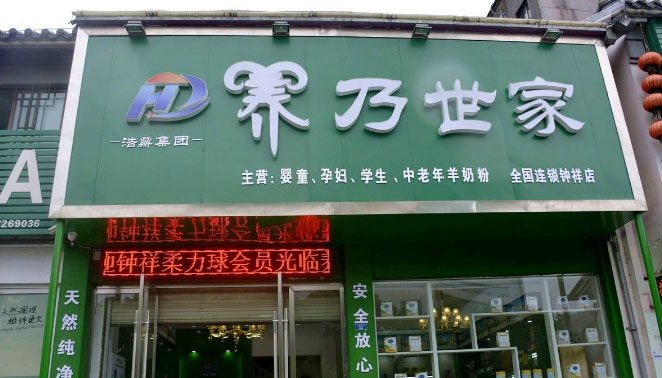 HD
—浩鼎集团—
养乃世家
主营：婴童、孕妇、学生、中老年羊奶粉 全国连锁钟祥店
A
269036
钟祥柔力球会员光临
天然纯净
安全放心